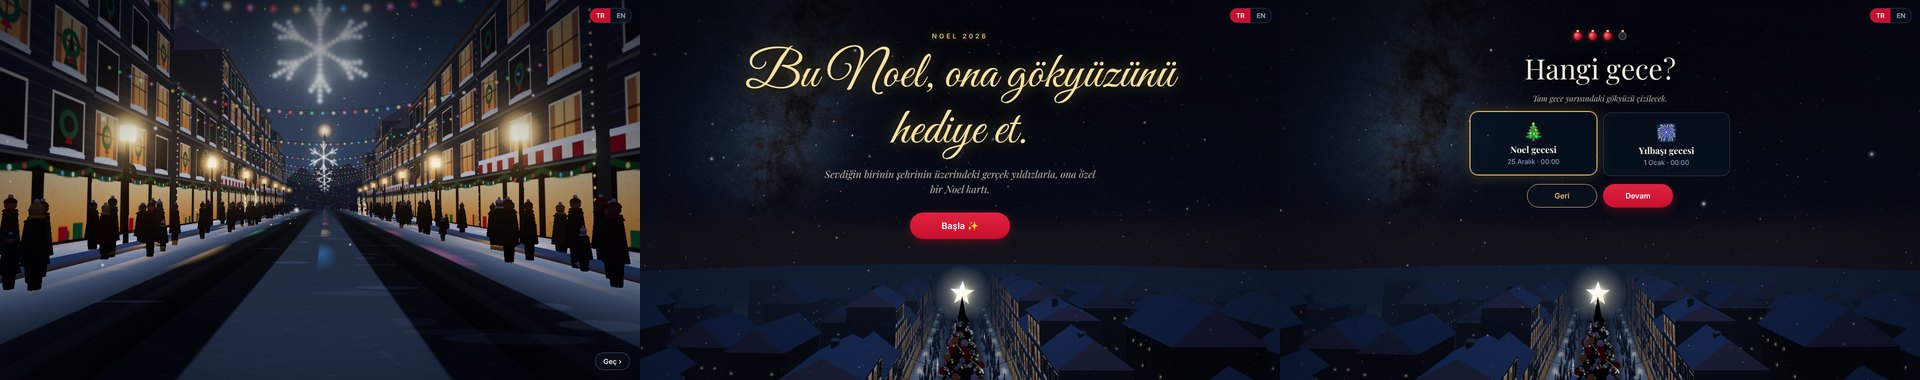 TR EN
Geç ›
TR EN
NOEL 2026
Bu Noel, ona gökyüzünü
hediye et.
Sevdiğin birinin şehrinin üzerindeki gerçek yıldızlarla, ona özel
bir Noel kartı.
Başla ✨
TR EN
Hangi gece?
Tam gece yarısındaki gökyüzü çizilecek.
Noel gecesi
25 Aralık · 00:00
Yılbaşı gecesi
1 Ocak · 00:00
Geri
Devam